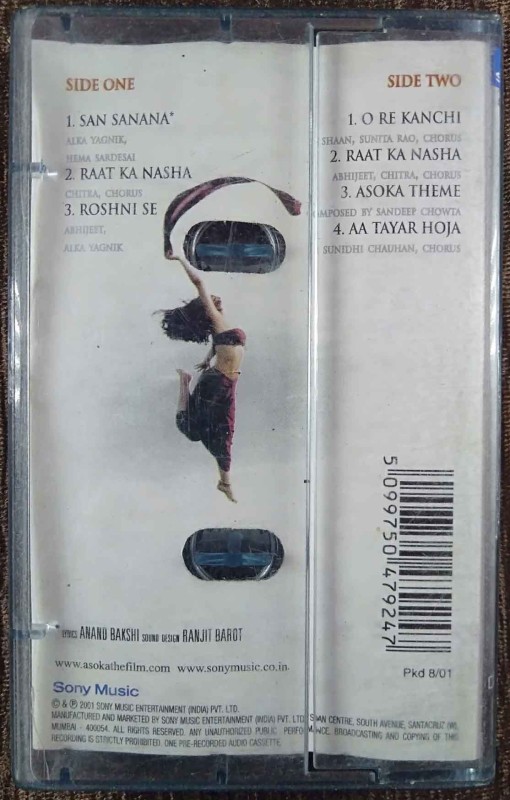 SIDE ONE
1. SAN SANANA*
ALKA YAGNIK,
HEMA SARDESAI
2. RAAT KA NASHA
CHITRA, CHORUS
3. ROSHNI SE
ABHIJEET,
ALKA YAGNIK
SIDE TWO
1. O RE KANCHI
SHAAN, SUNITA RAO, CHORUS
2. RAAT KA NASHA
ABHIJEET, CHITRA, CHORUS
3. ASOKA THEME
COMPOSED BY SANDEEP CHOWTA
4. AA TAYAR HOJA
SUNIDHI CHAUHAN, CHORUS
5099750479247
Pkd 8/01
LYRICS ANAND BAKSHI SOUND DESIGN RANJIT BAROT
www.asokathefilm.com www.sonymusic.co.in
Sony Music
© & ℗ 2001 SONY MUSIC ENTERTAINMENT (INDIA) PVT. LTD.
MANUFACTURED AND MARKETED BY SONY MUSIC ENTERTAINMENT (INDIA) PVT. LTD., CENTRE, SOUTH AVENUE, SANTACRUZ (W),
MUMBAI - 400054. ALL RIGHTS RESERVED. ANY UNAUTHORIZED PUBLIC PERFORMANCE, BROADCASTING AND COPYING OF THIS
RECORDING IS STRICTLY PROHIBITED. ONE PRE-RECORDED AUDIO CASSETTE.